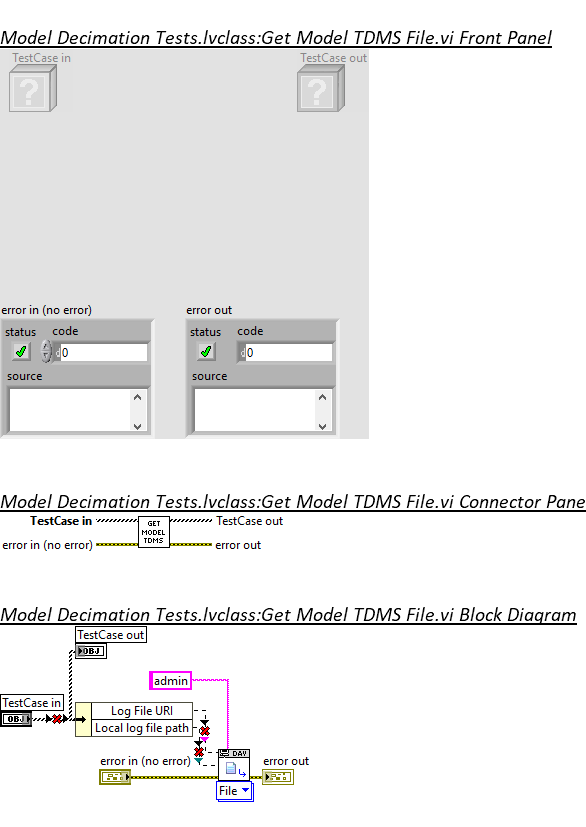 Model Decimation Tests.lvclass:Get Model TDMS File.vi Front Panel
TestCase in
TestCase out
?
?
error in (no error)
error out
status code
status code
0
0
source
source
Model Decimation Tests.lvclass:Get Model TDMS File.vi Connector Pane
TestCase in
GET MODEL TDMS
TestCase out
error in (no error)
error out
Model Decimation Tests.lvclass:Get Model TDMS File.vi Block Diagram
TestCase out
OBJ
admin
TestCase in
OBJ
Log File URI
Local log file path
DAV
error in (no error)
error out
File